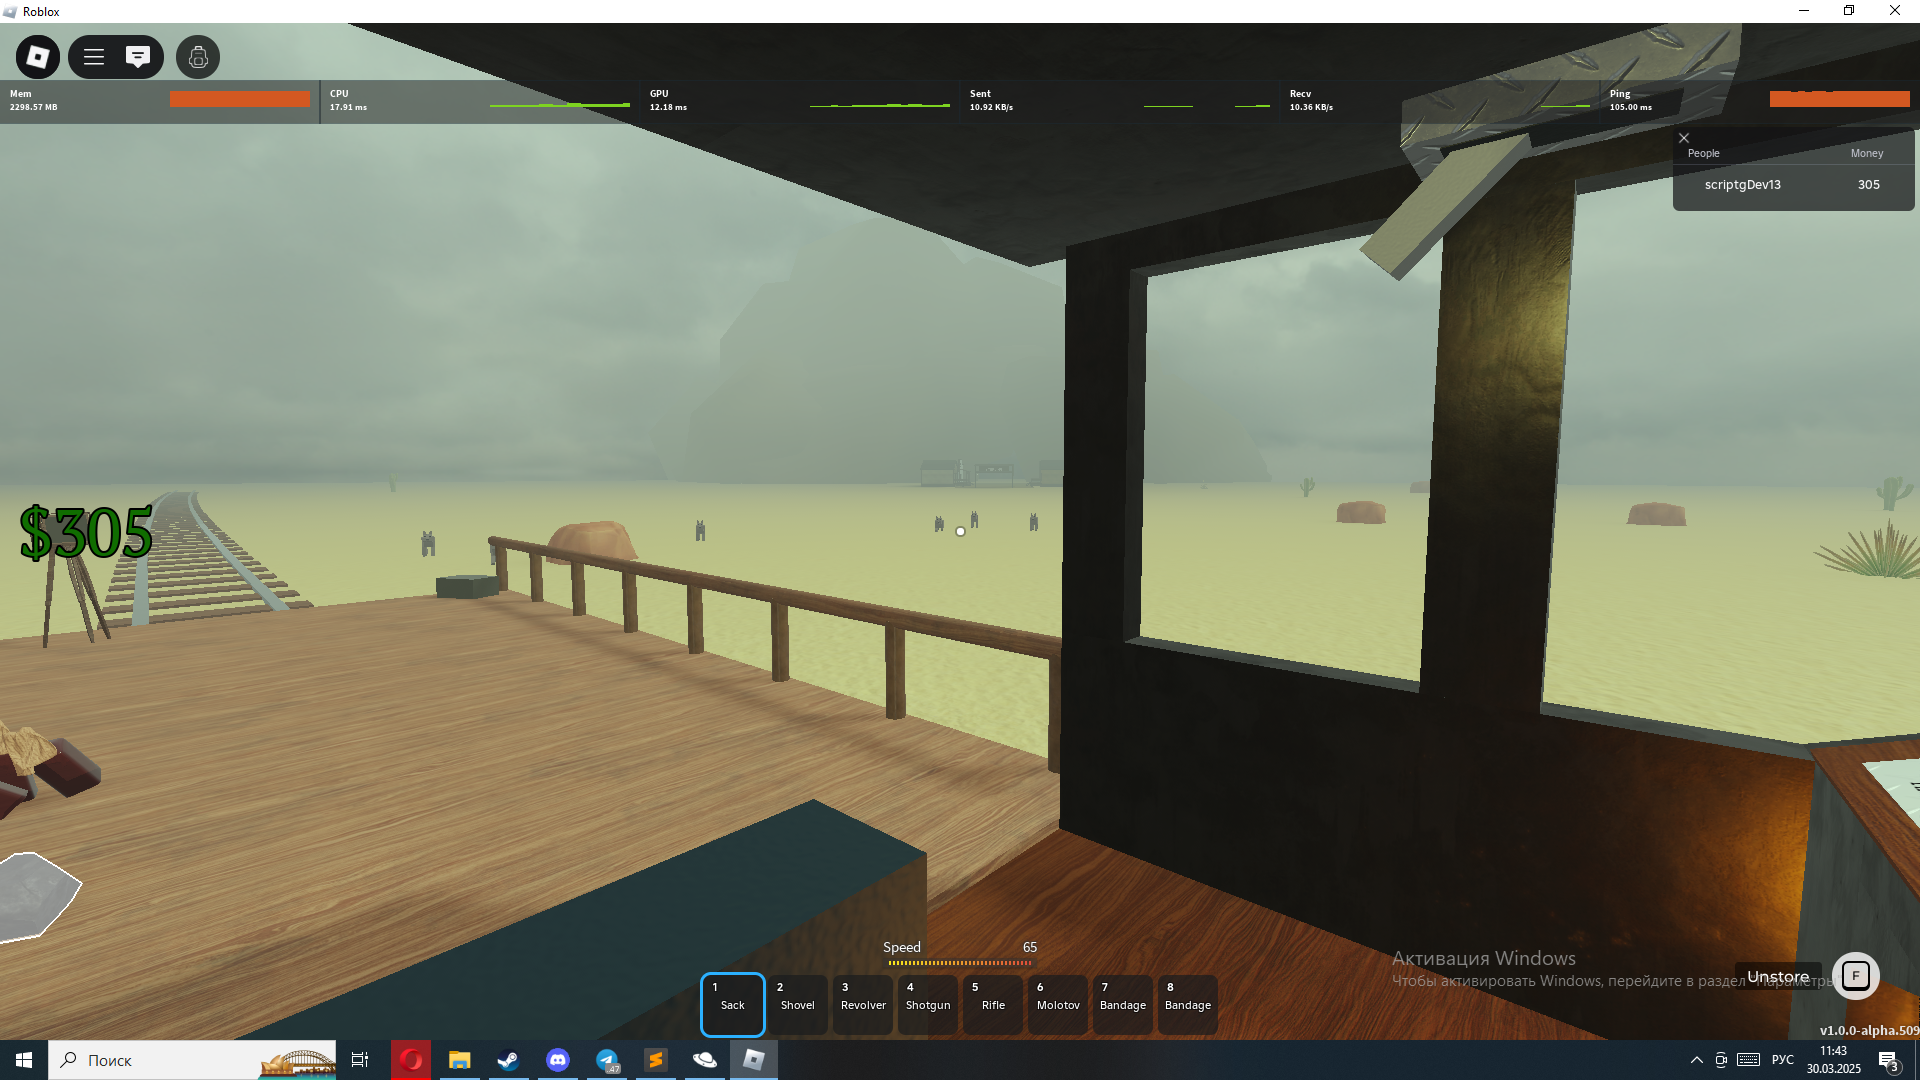 Roblox
Mem
2298.57 MB
CPU
17.91 ms
GPU
12.18 ms
Sent
10.92 KB/s
Recv
10.36 KB/s
Ping
105.00 ms
People Money
scriptgDev13 305
$305
Speed 65
1 Sack
2 Shovel
3 Revolver
4 Shotgun
5 Rifle
6 Molotov
7 Bandage
8 Bandage
Активация Windows
Чтобы активировать Windows, перейдите в раздел "Параметры
Unstore
F
v1.0.0-alpha.509
Поиск
47
РУС
11:43
30.03.2025
3